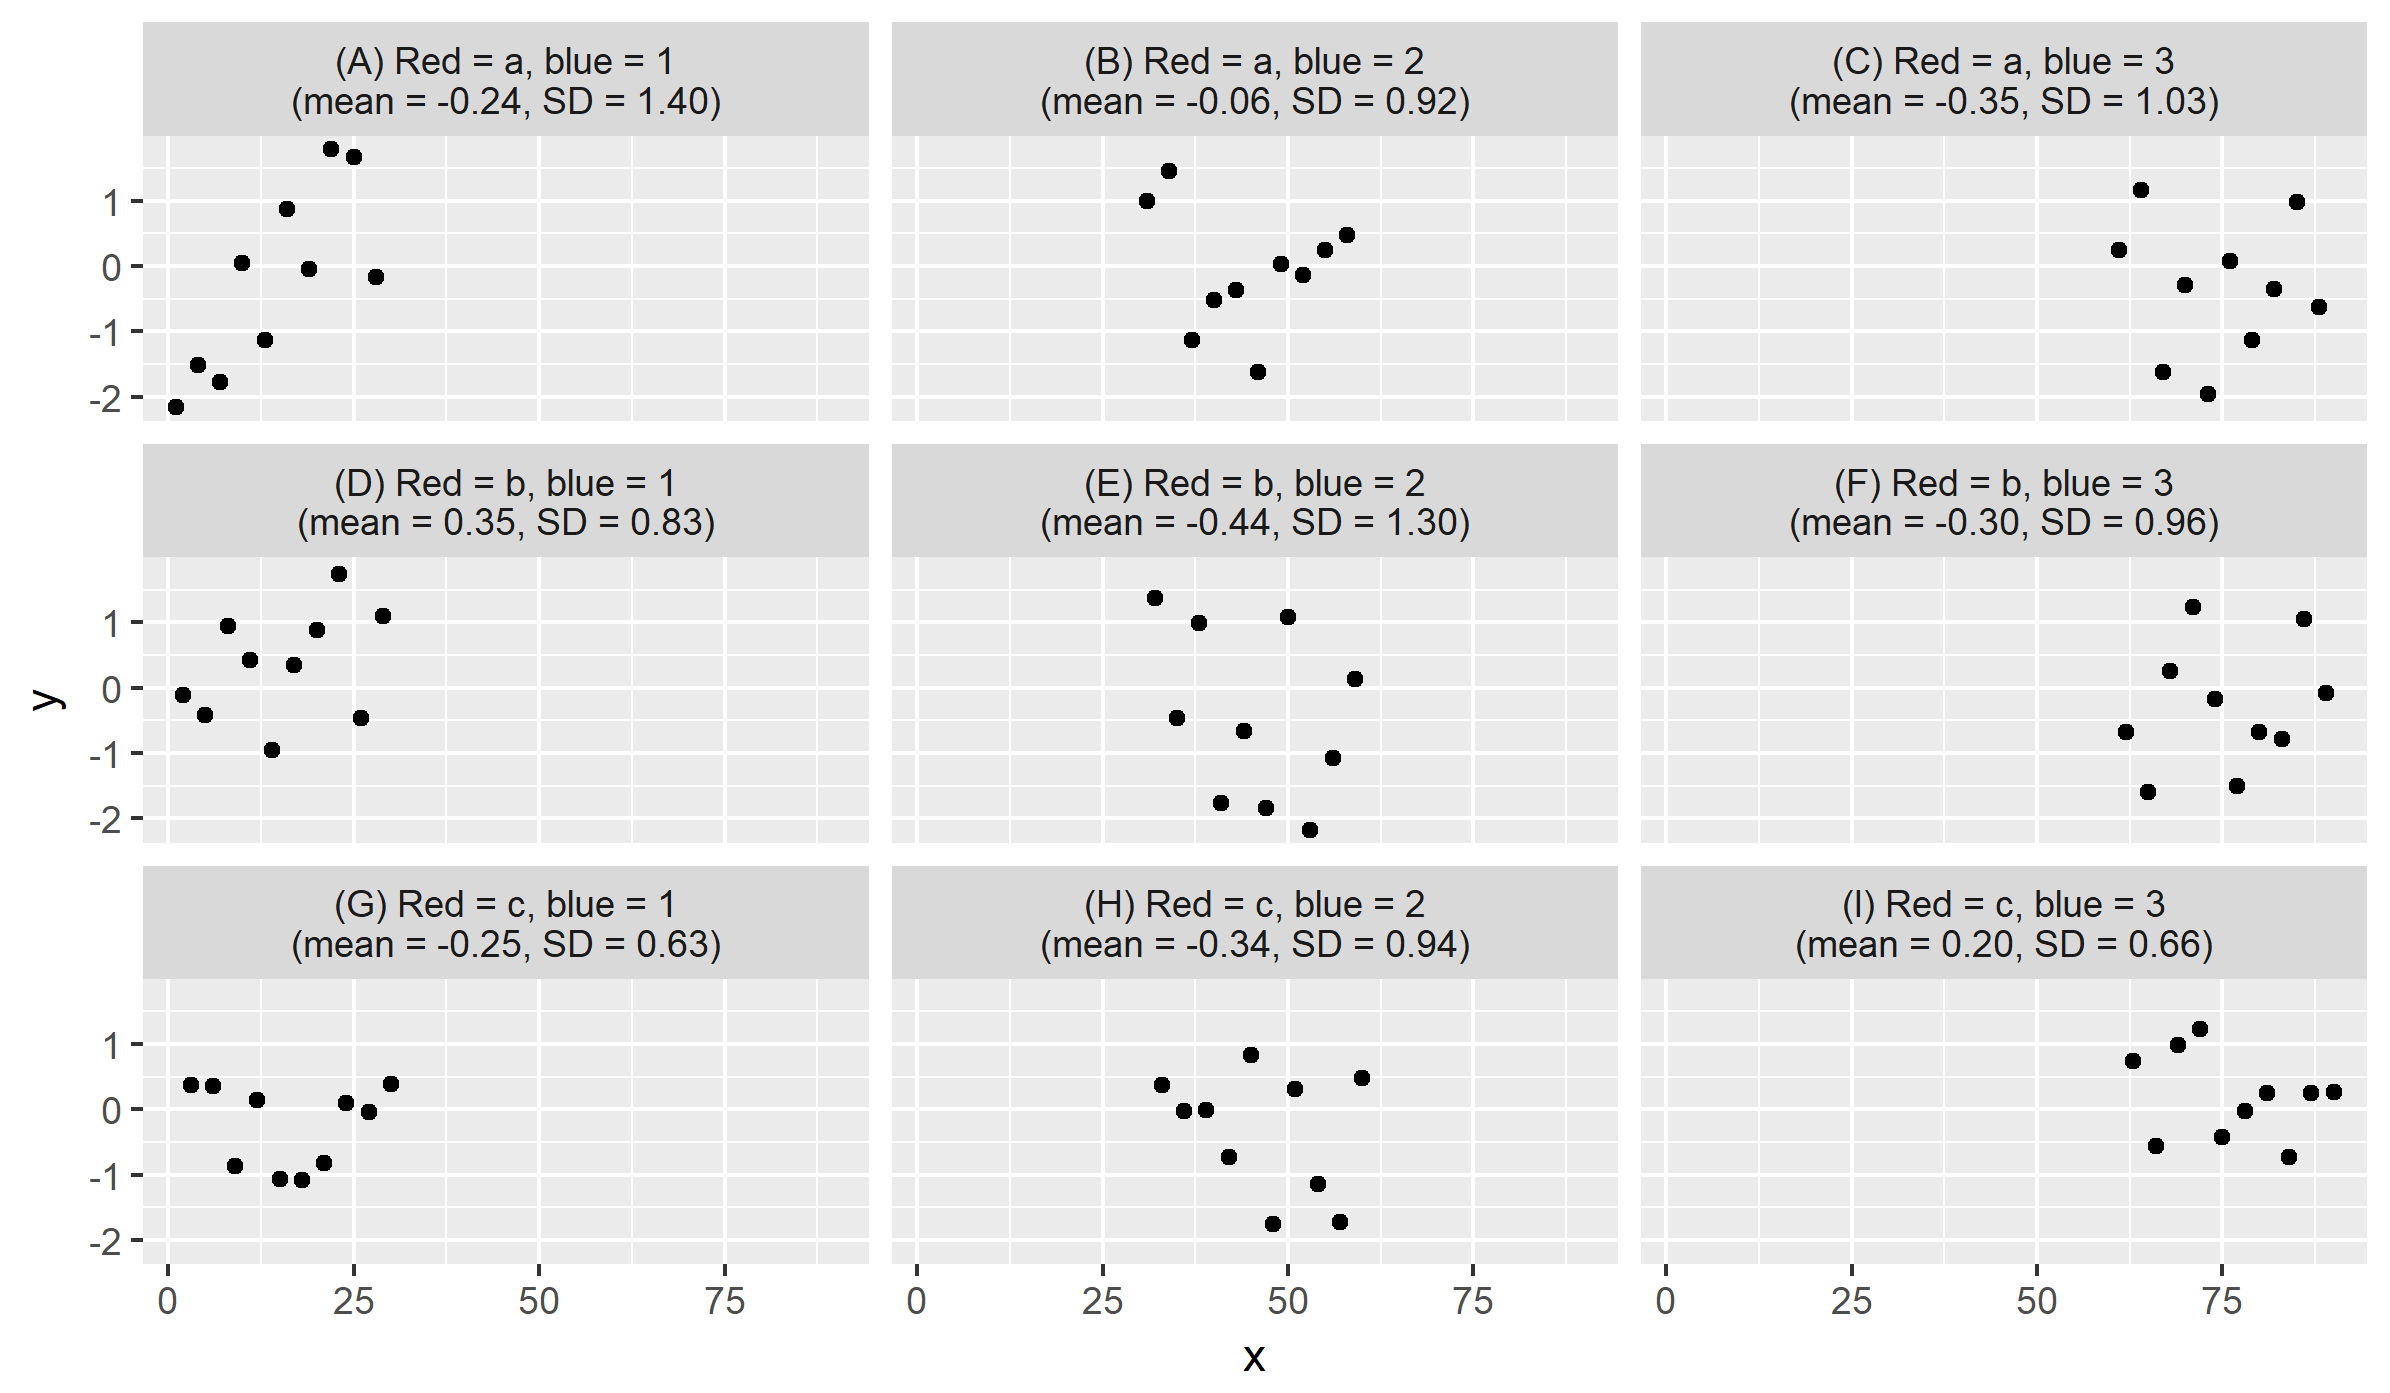 (A) Red = a, blue = 1
(mean = -0.24, SD = 1.40)
(B) Red = a, blue = 2
(mean = -0.06, SD = 0.92)
(C) Red = a, blue = 3
(mean = -0.35, SD = 1.03)
1
0
-1
-2
(D) Red = b, blue = 1
(mean = 0.35, SD = 0.83)
(E) Red = b, blue = 2
(mean = -0.44, SD = 1.30)
(F) Red = b, blue = 3
(mean = -0.30, SD = 0.96)
1
0
-1
-2
y
(G) Red = c, blue = 1
(mean = -0.25, SD = 0.63)
(H) Red = c, blue = 2
(mean = -0.34, SD = 0.94)
(I) Red = c, blue = 3
(mean = 0.20, SD = 0.66)
1
0
-1
-2
0 25 50 75
0 25 50 75
0 25 50 75
x